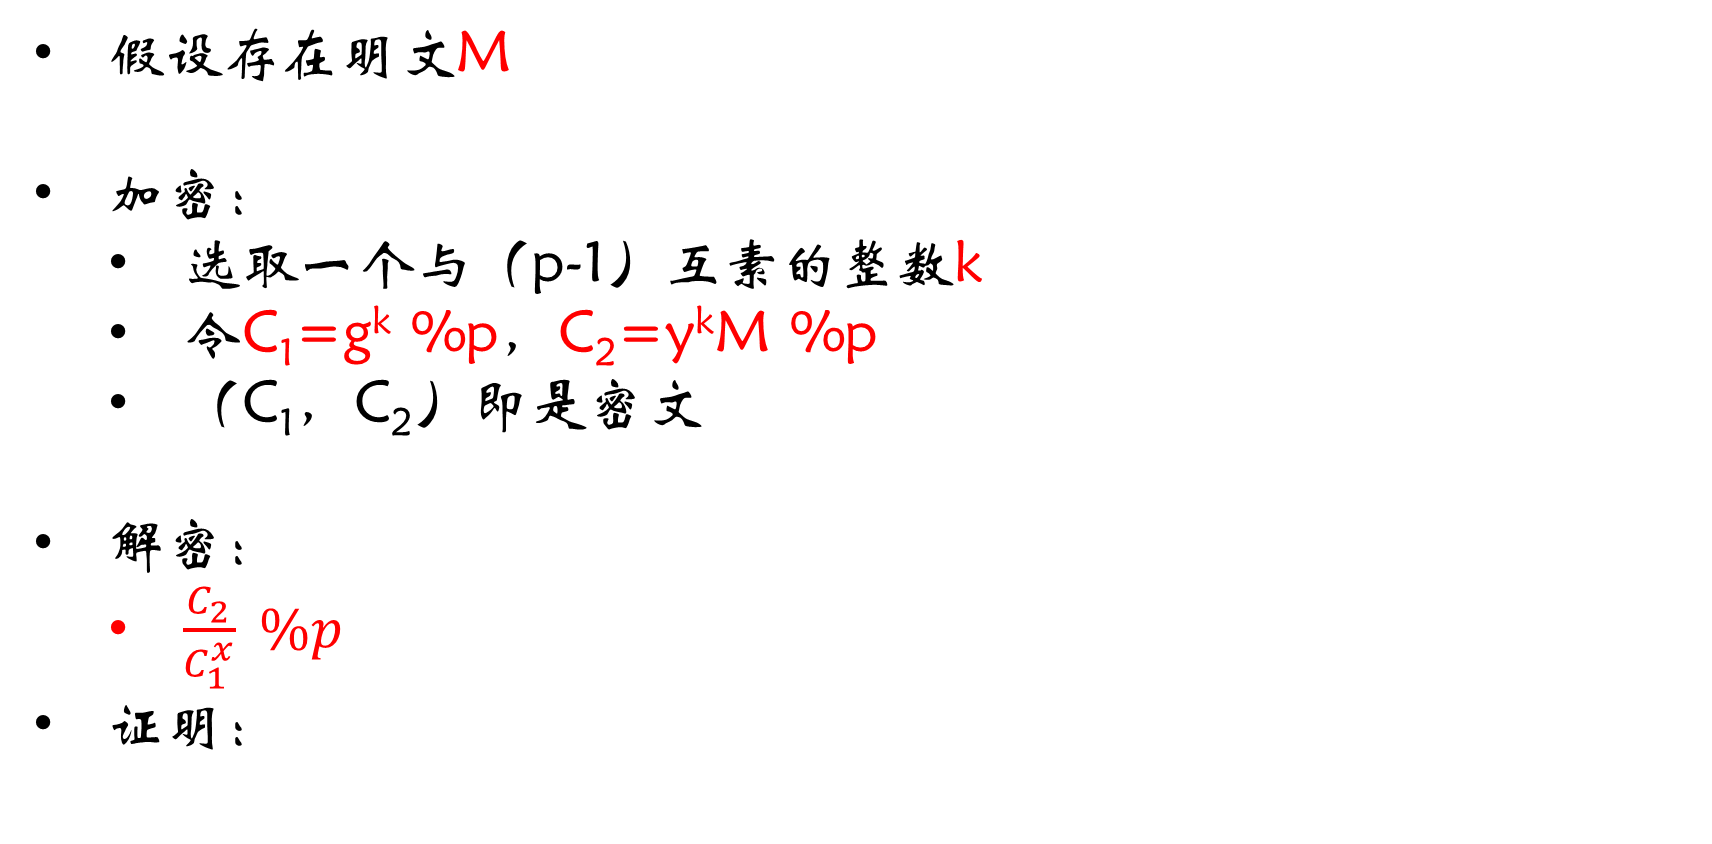 • 假设存在明文M
• 加密：
• 选取一个与（p-1）互素的整数k
• 令C₁=gᵏ %p，C₂=yᵏM %p
• （C₁，C₂）即是密文
• 解密：
• C₂/C₁ˣ %p
• 证明：